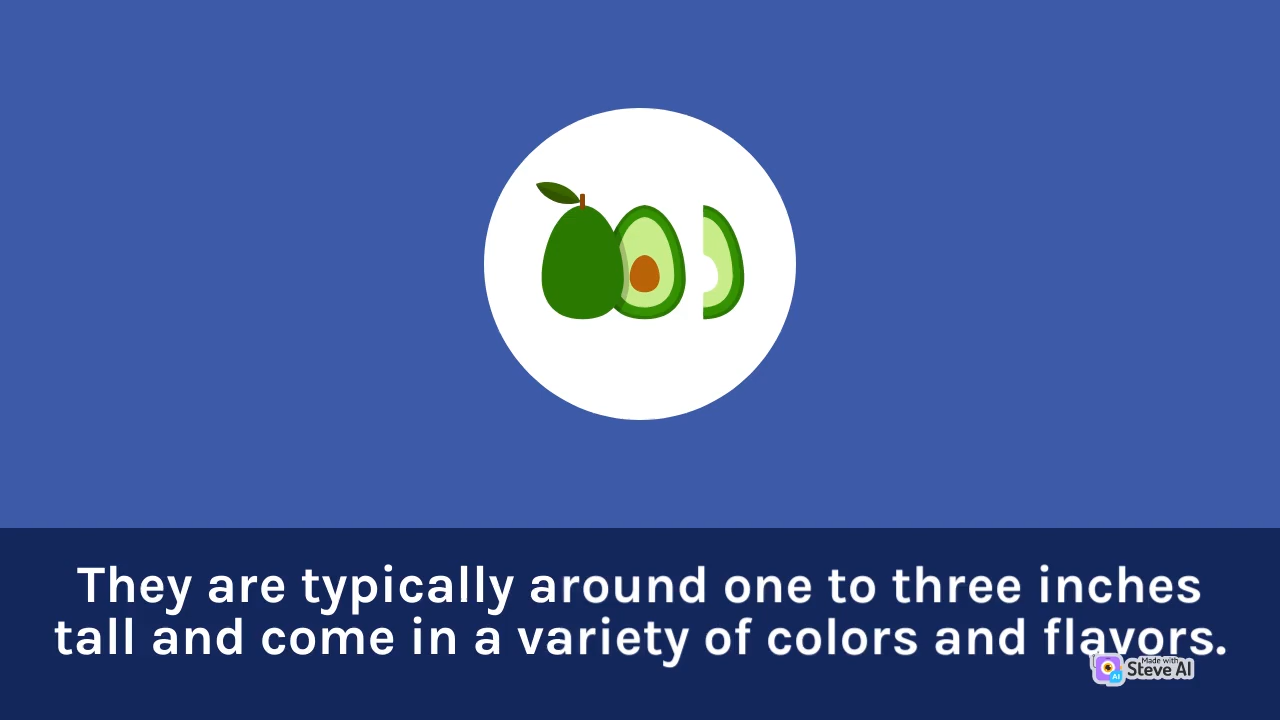 They are typically around one to three inches
tall and come in a variety of colors and flavors.
Made with
Steve AI
AI